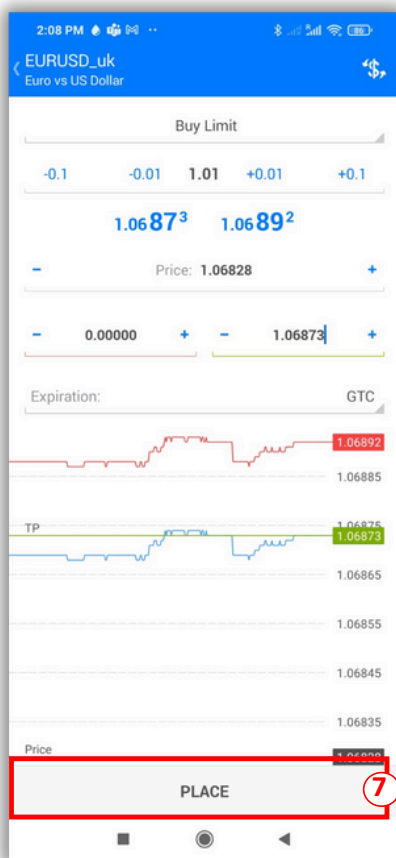 2:08 PM
EURUSD_uk
Euro vs US Dollar
Buy Limit
-0.1 -0.01 1.01 +0.01 +0.1
1.06873 1.06892
− Price: 1.06828 +
− 0.00000 + − 1.06873 +
Expiration: GTC
1.06892
1.06885
TP 1.06875
1.06873
1.06865
1.06855
1.06845
1.06835
Price 1.06828
PLACE 7